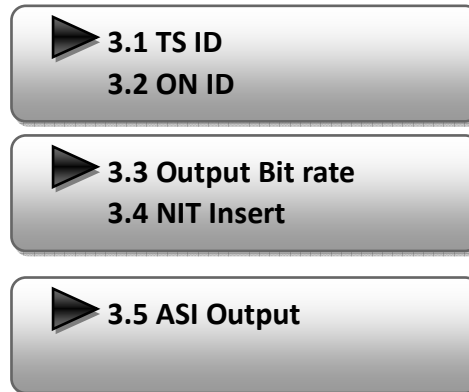 3.1 TS ID
3.2 ON ID
3.3 Output Bit rate
3.4 NIT Insert
3.5 ASI Output